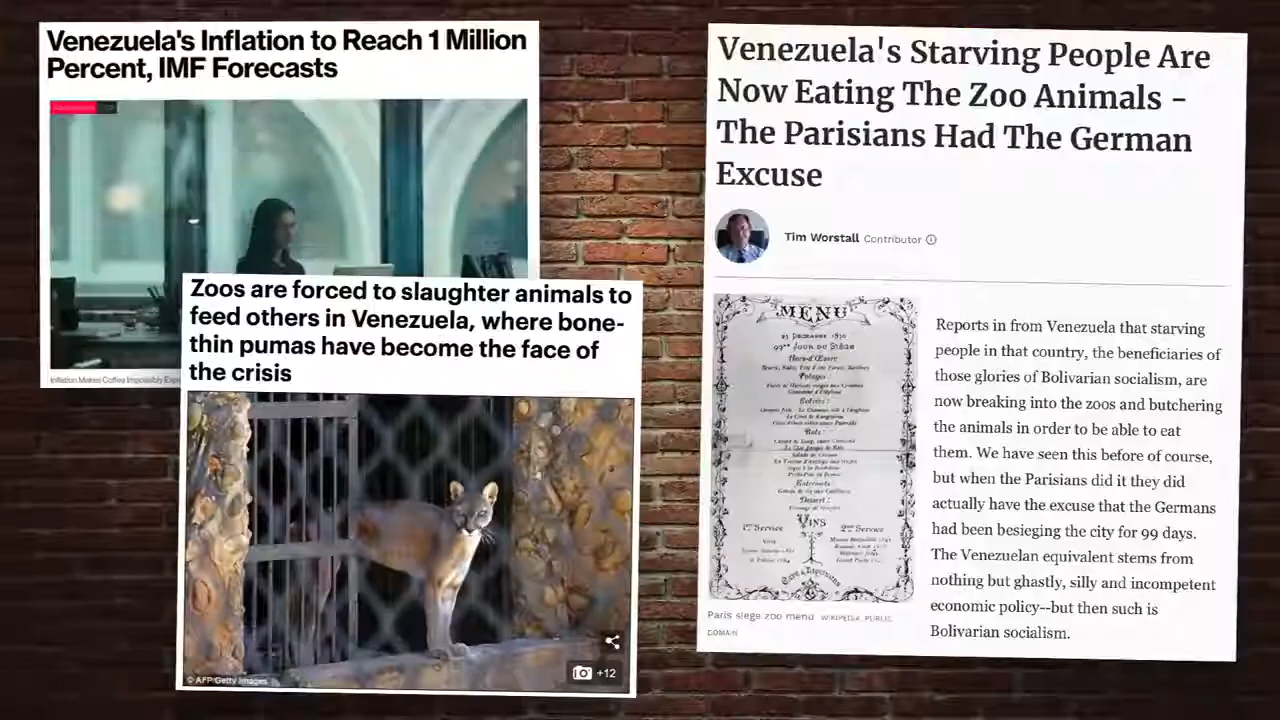 Venezuela's Inflation to Reach 1 Million
Percent, IMF Forecasts
Zoos are forced to slaughter animals to
feed others in Venezuela, where bone-
thin pumas have become the face of
the crisis
© AFP/Getty Images
+12
Venezuela's Starving People Are
Now Eating The Zoo Animals -
The Parisians Had The German
Excuse
Tim Worstall Contributor
MENU
Vins
Paris siege zoo menu WIKIPEDIA, PUBLIC
DOMAIN
Reports in from Venezuela that starving
people in that country, the beneficiaries of
those glories of Bolivarian socialism, are
now breaking into the zoos and butchering
the animals in order to be able to eat
them. We have seen this before of course,
but when the Parisians did it they did
actually have the excuse that the Germans
had been besieging the city for 99 days.
The Venezuelan equivalent stems from
nothing but ghastly, silly and incompetent
economic policy--but then such is
Bolivarian socialism.